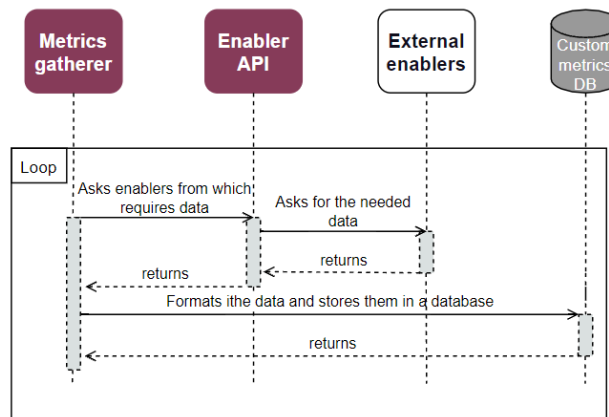 Metrics
gatherer
Enabler
API
External
enablers
Custom
metrics
DB
Loop
Asks enablers from which
requires data
Asks for the needed
data
returns
returns
Formats ithe data and stores them in a database
returns